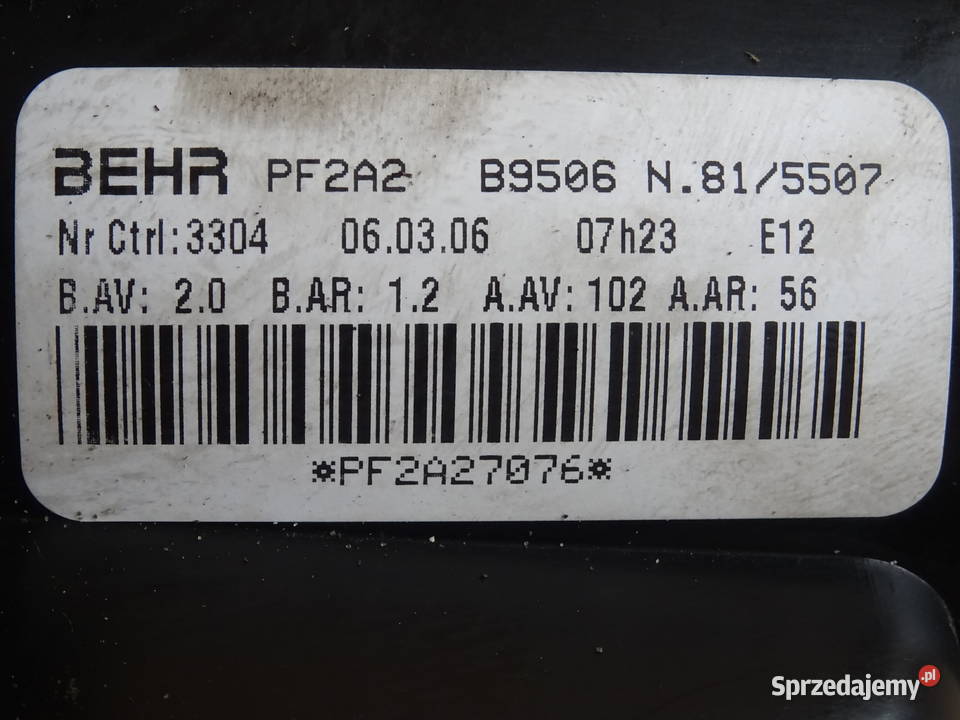 BEHR PF2A2 B9506 N.81/5507
Nr Ctrl:3304 06.03.06 07h23 E12
B.AV: 2.0 B.AR: 1.2 A.AV: 102 A.AR: 56
*PF2A27076*
Sprzedajemy.pl